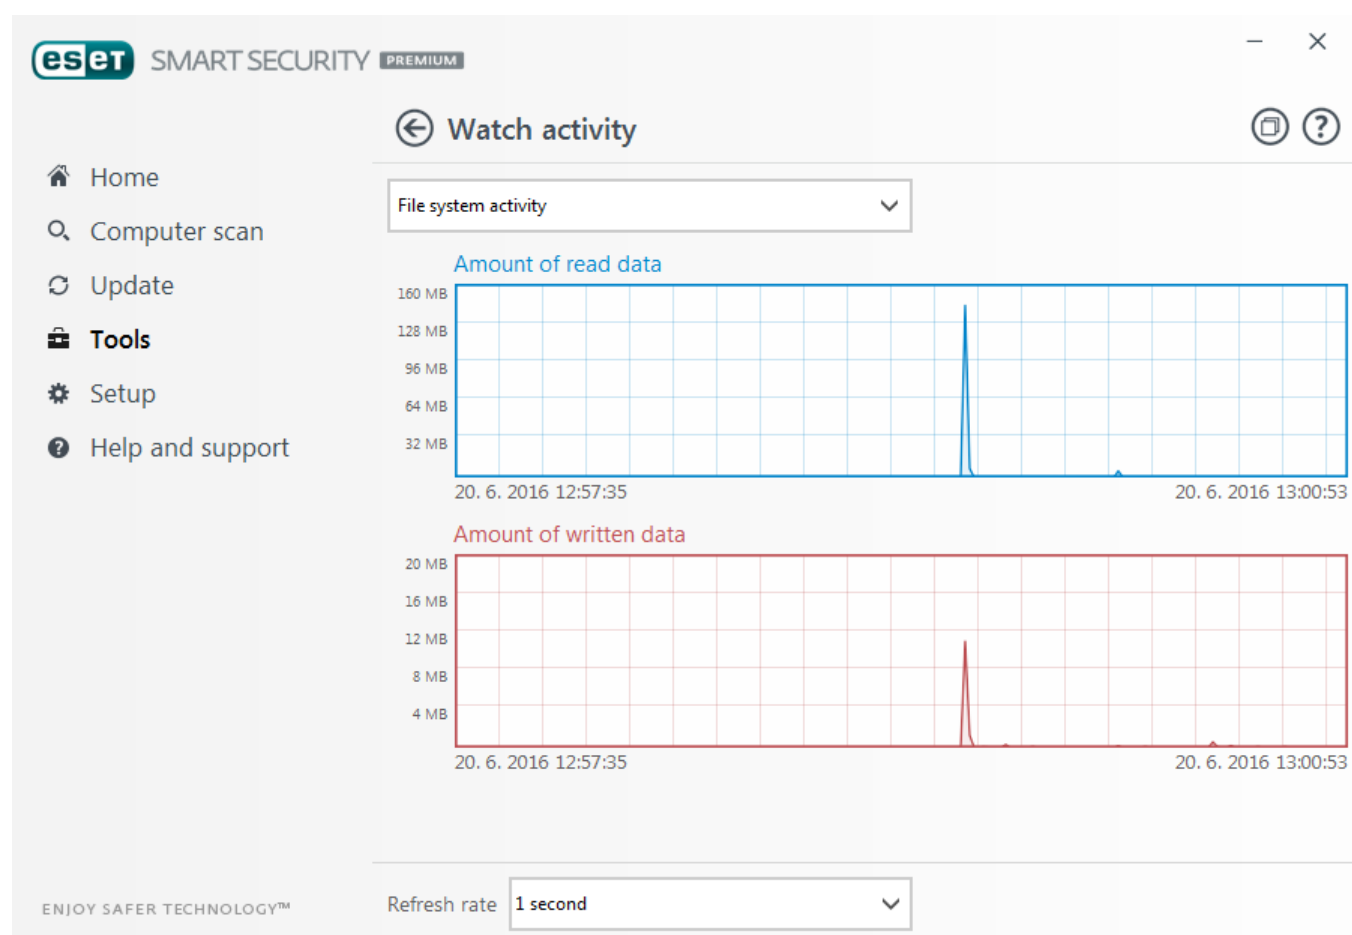 eset SMART SECURITY PREMIUM
Watch activity
Home
Computer scan
Update
Tools
Setup
Help and support
File system activity
Amount of read data
160 MB
128 MB
96 MB
64 MB
32 MB
20. 6. 2016 12:57:35 20. 6. 2016 13:00:53
Amount of written data
20 MB
16 MB
12 MB
8 MB
4 MB
20. 6. 2016 12:57:35 20. 6. 2016 13:00:53
Refresh rate 1 second
ENJOY SAFER TECHNOLOGY™